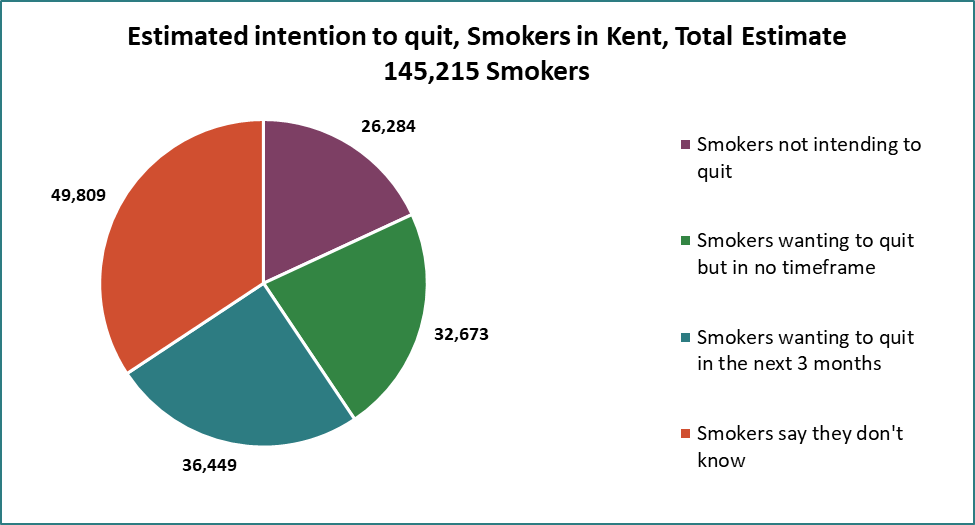 Estimated intention to quit, Smokers in Kent, Total Estimate
145,215 Smokers
26,284
49,809
32,673
36,449
Smokers not intending to
quit
Smokers wanting to quit
but in no timeframe
Smokers wanting to quit
in the next 3 months
Smokers say they don't
know